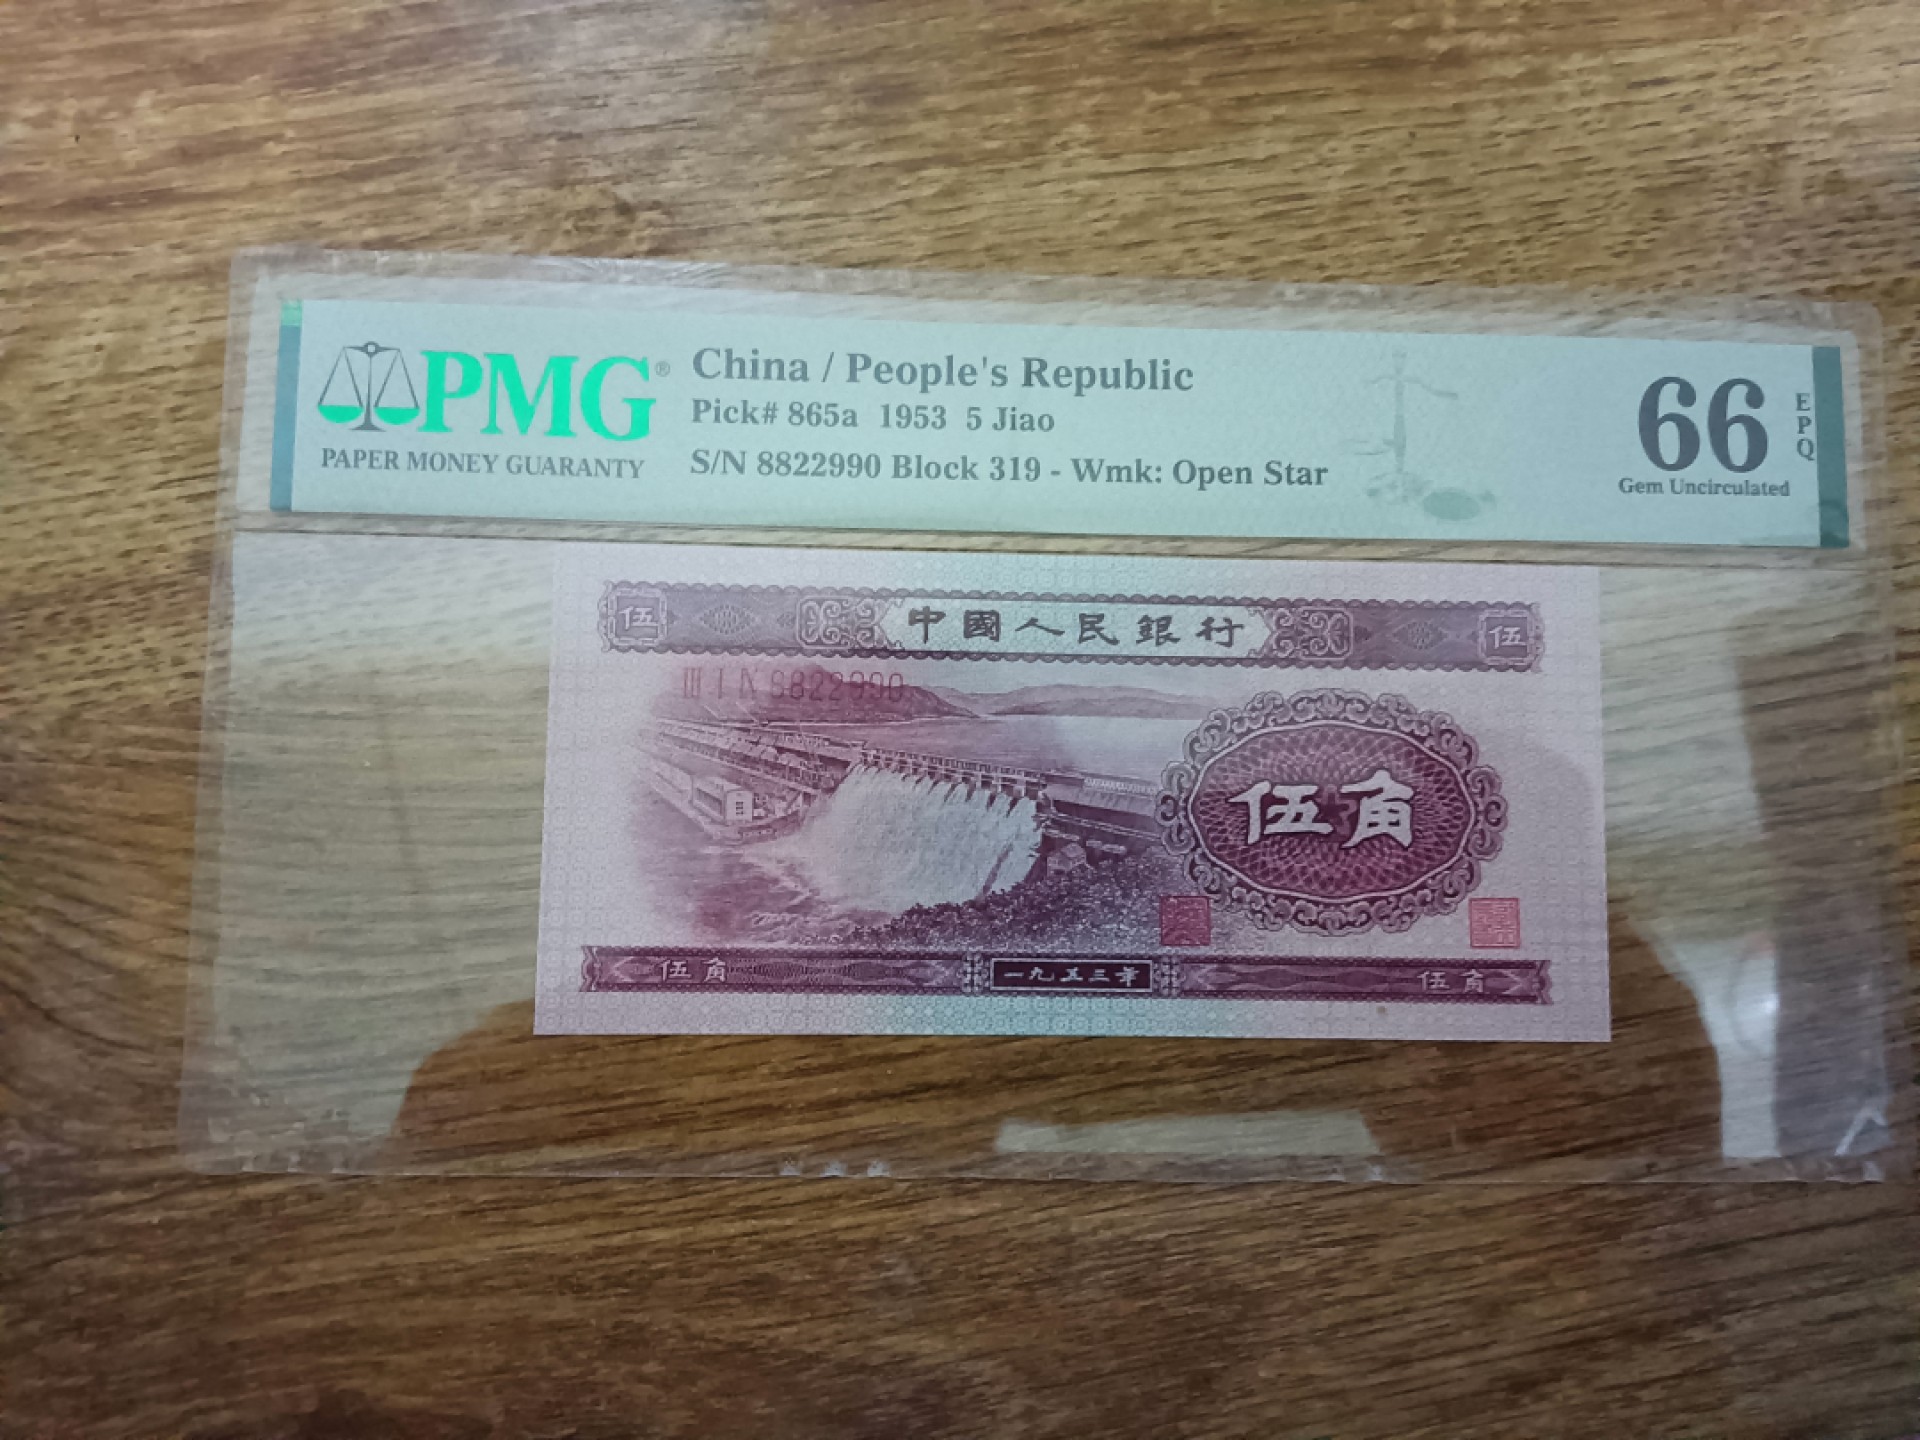 PMG®
PAPER MONEY GUARANTY
China / People's Republic
Pick# 865a 1953 5 Jiao
S/N 8822990 Block 319 - Wmk: Open Star
66
EPQ
Gem Uncirculated
伍 中國人民銀行 伍
III I IX 8822990
伍角
伍角 一九五三年 伍角